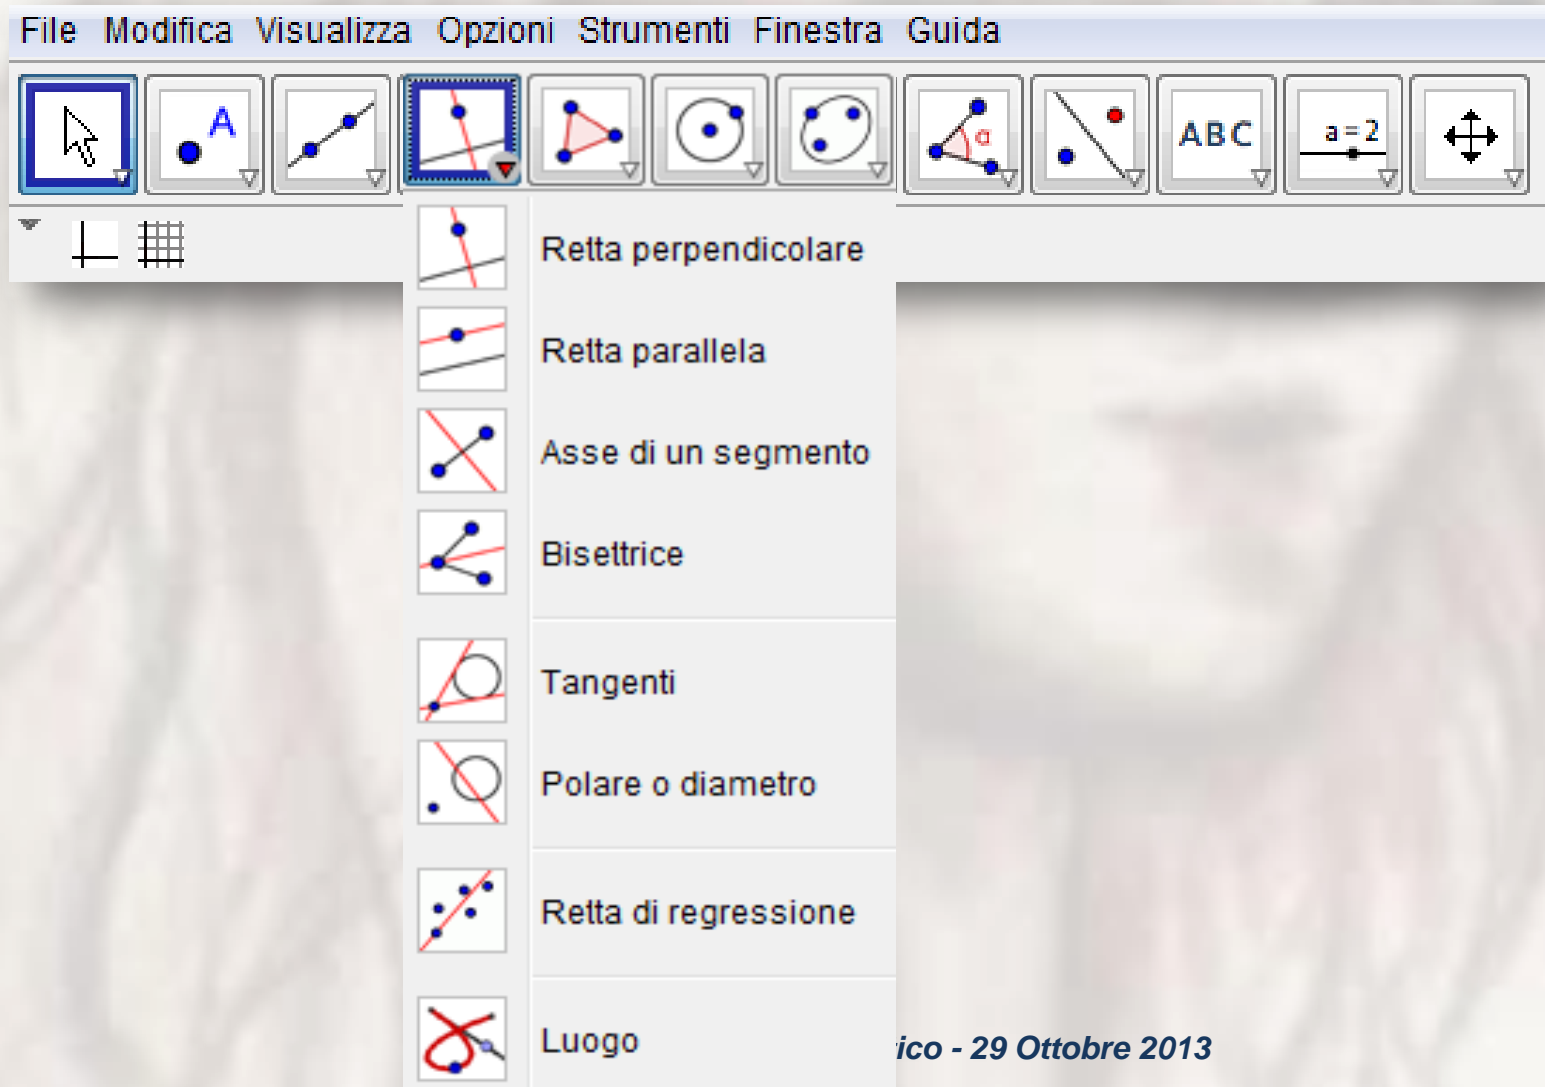 File Modifica Visualizza Opzioni Strumenti Finestra Guida
A
α
ABC
a=2
Retta perpendicolare
Retta parallela
Asse di un segmento
Bisettrice
Tangenti
Polare o diametro
Retta di regressione
Luogo
- 29 Ottobre 2013